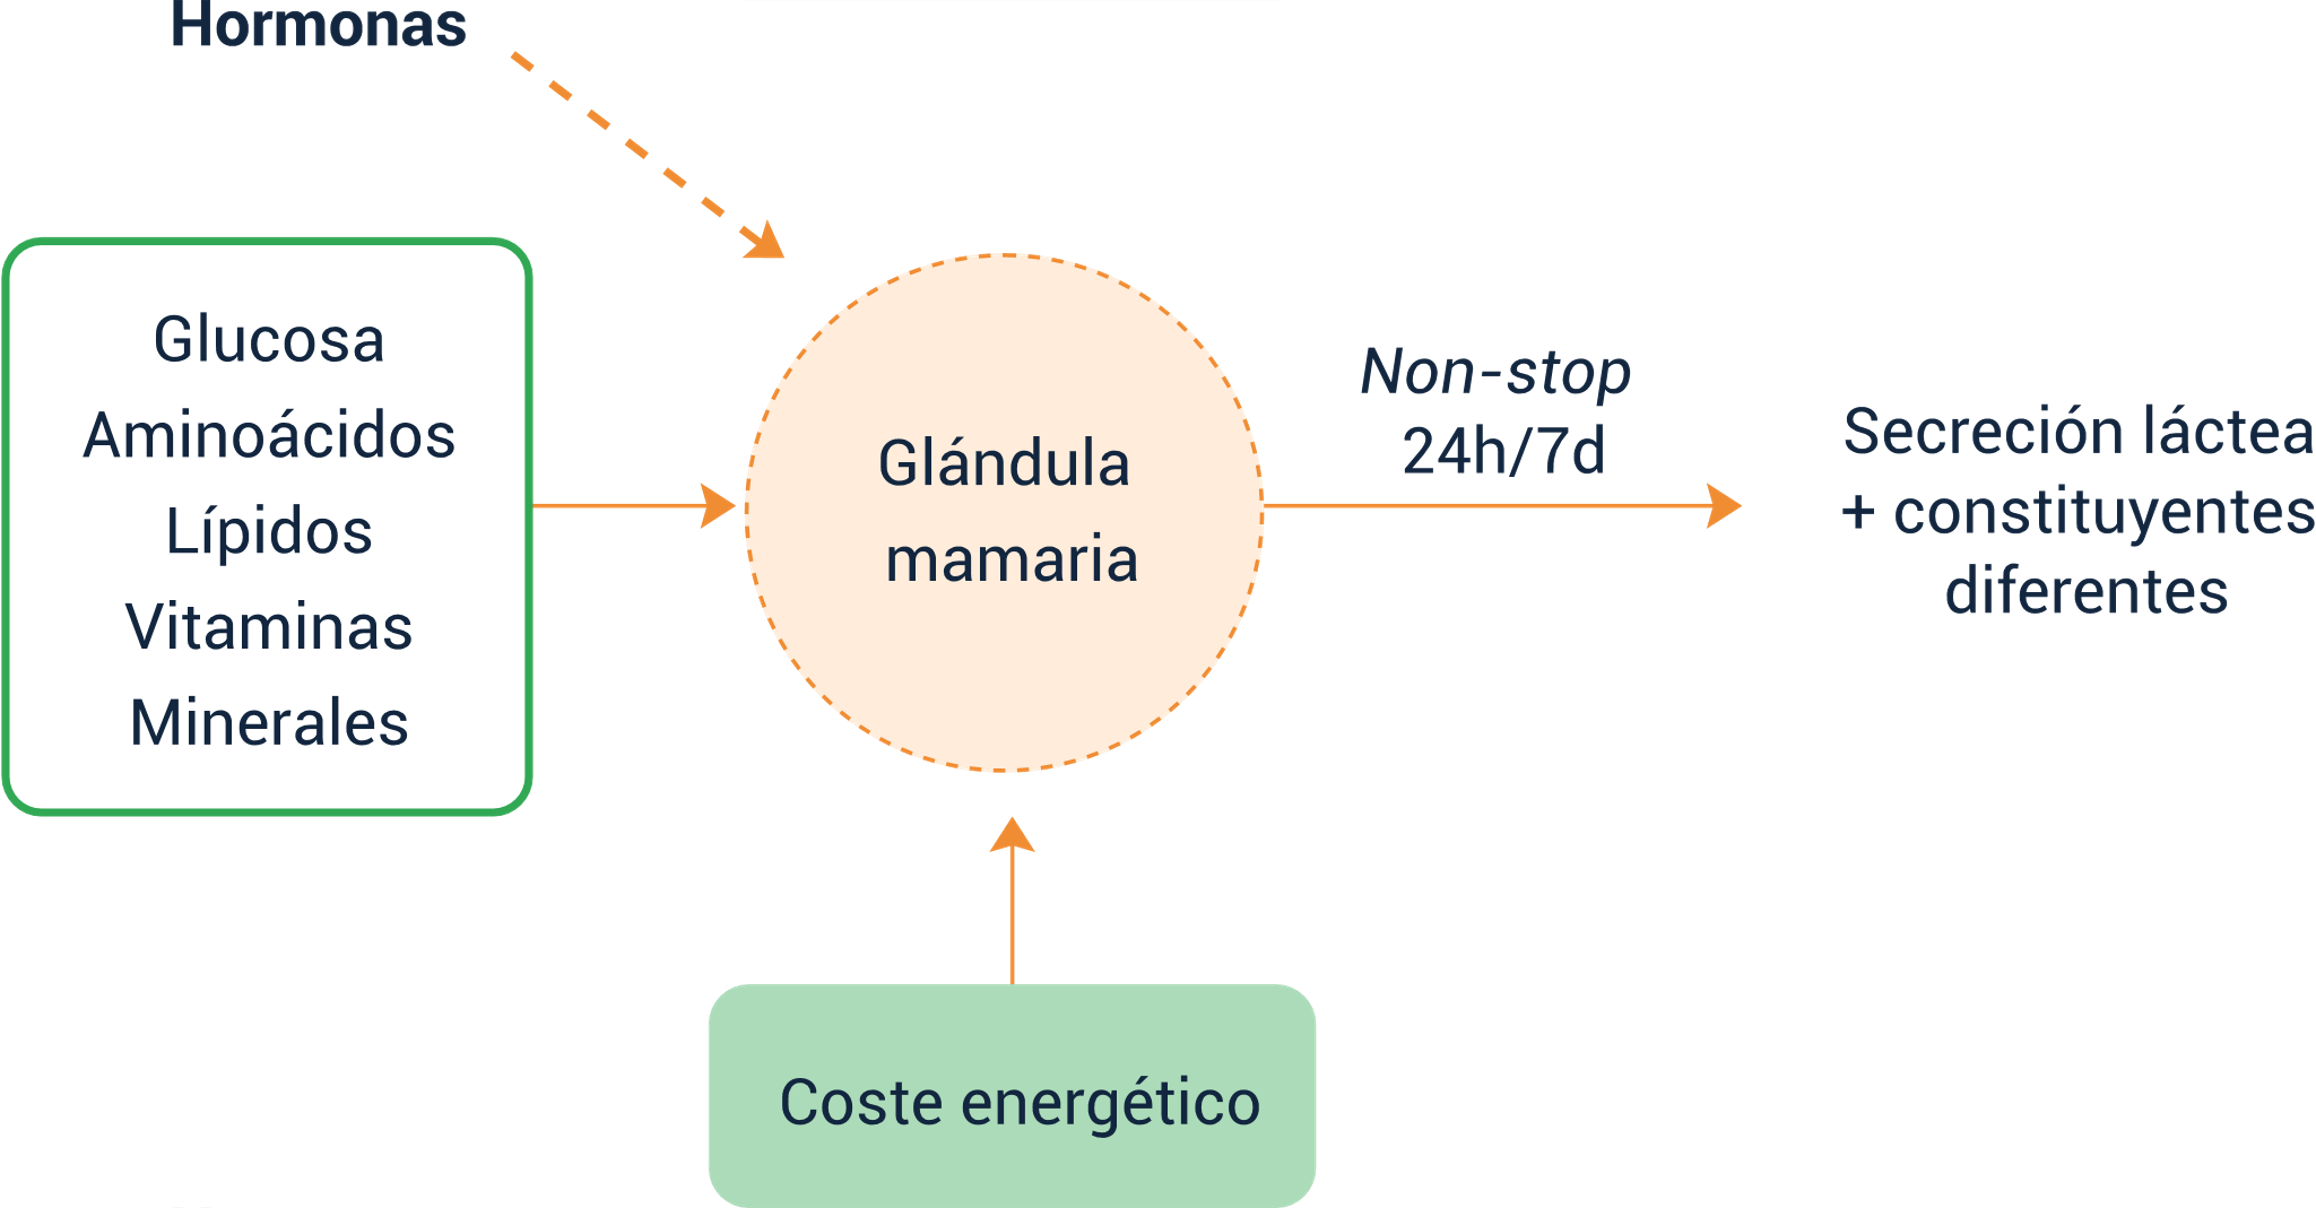 Hormonas
Glucosa
Aminoácidos
Lípidos
Vitaminas
Minerales
Glándula
mamaria
Non-stop
24h/7d
Secreción láctea
+ constituyentes
diferentes
Coste energético